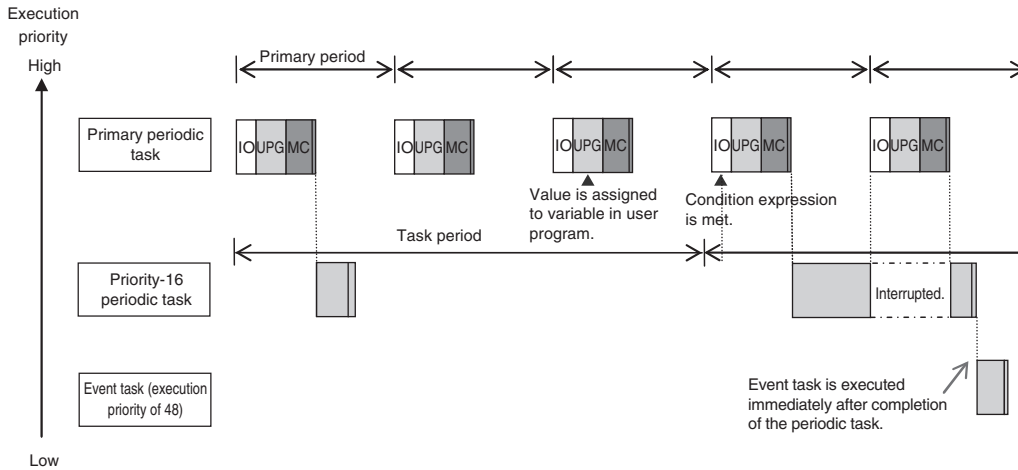 Execution
priority
High
Primary period
Primary periodic
task
IO UPG MC
IO UPG MC
IO UPG MC
IO UPG MC
IO UPG MC
Value is assigned
to variable in user
program.
Condition expression
is met.
Task period
Priority-16
periodic task
Interrupted.
Event task (execution
priority of 48)
Event task is executed
immediately after completion
of the periodic task.
Low